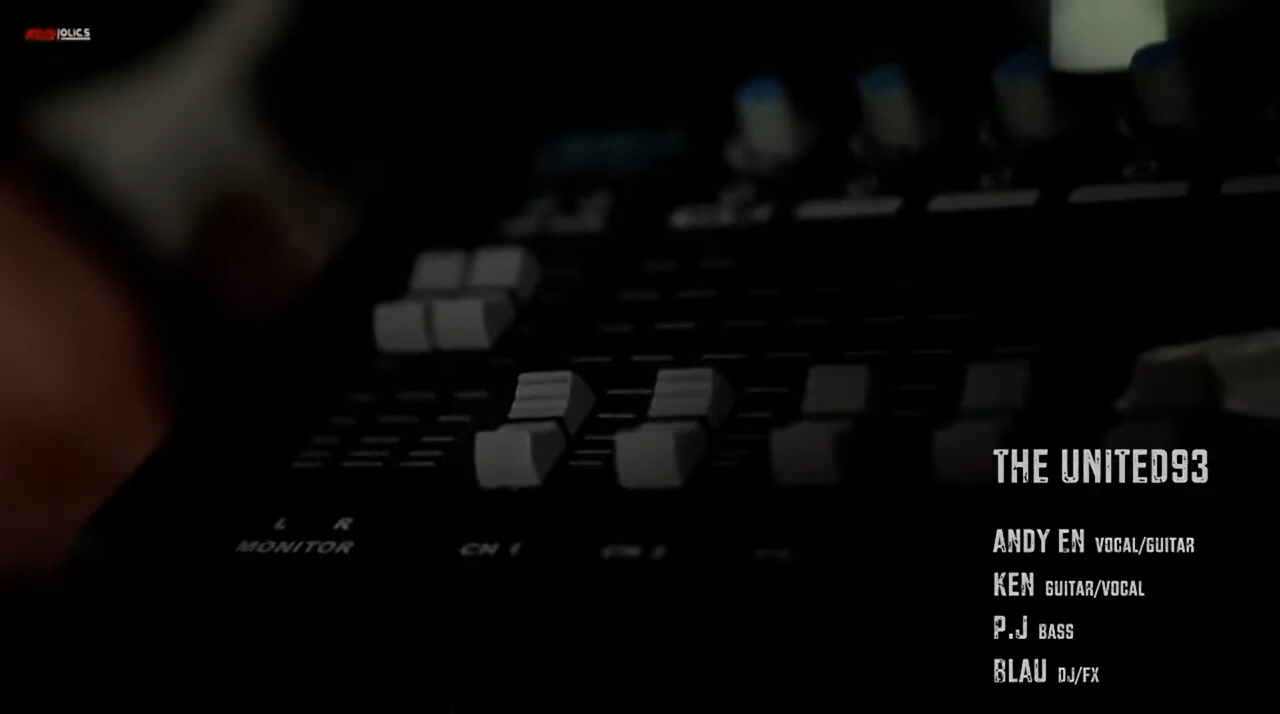 L R
MONITOR
CH 1
THE UNITED93
ANDY EN VOCAL/GUITAR
KEN GUITAR/VOCAL
P.J BASS
BLAU DJ/FX